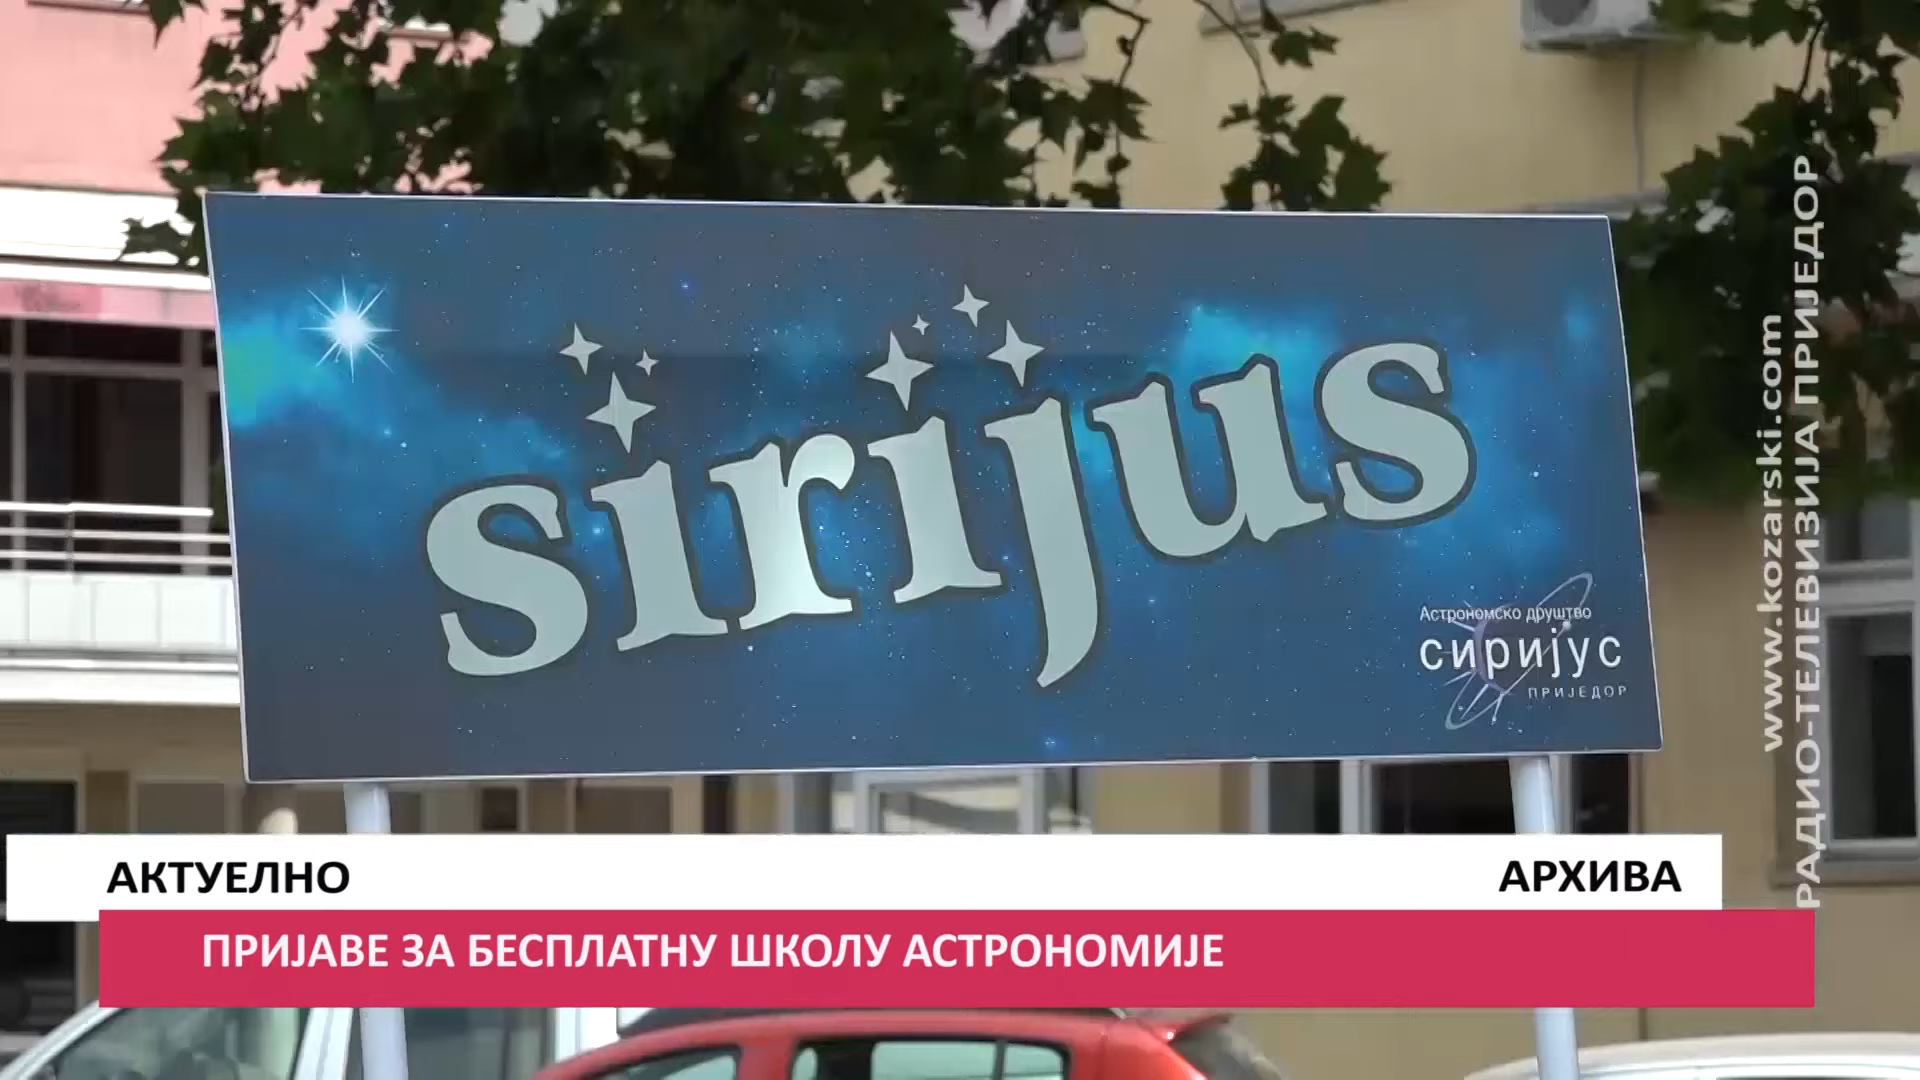 sirijus
Астрономско друштво
сиријус
ПРИЈЕДОР
www.kozarski.com
РАДИО-ТЕЛЕВИЗИЈА ПРИЈЕДОР
АКТУЕЛНО
АРХИВА
ПРИЈАВЕ ЗА БЕСПЛАТНУ ШКОЛУ АСТРОНОМИЈЕ